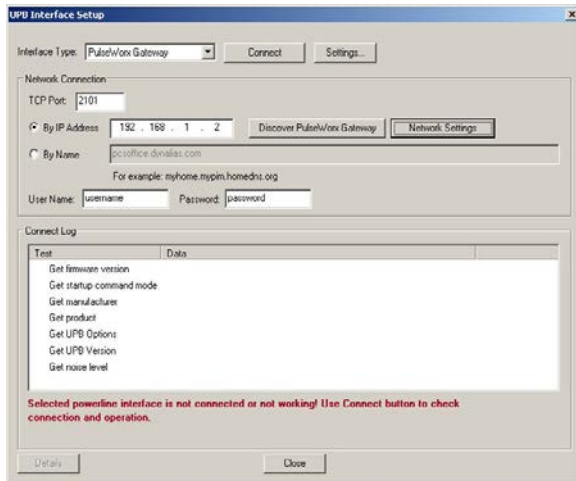 UPB Interface Setup
Interface Type: PulseWorx Gateway Connect Settings...
Network Connection
TCP Port: 2101
By IP Address 192 . 168 . 1 . 2 Discover PulseWorx Gateway Network Settings
By Name pcsoffice.dynalias.com
For example: myhome.mypim.homedns.org
User Name: username Password: password
Connect Log
Test Data
Get firmware version
Get startup command mode
Get manufacturer
Get product
Get UPB Options
Get UPB Version
Get noise level
Selected powerline interface is not connected or not working! Use Connect button to check
connection and operation.
Details Close